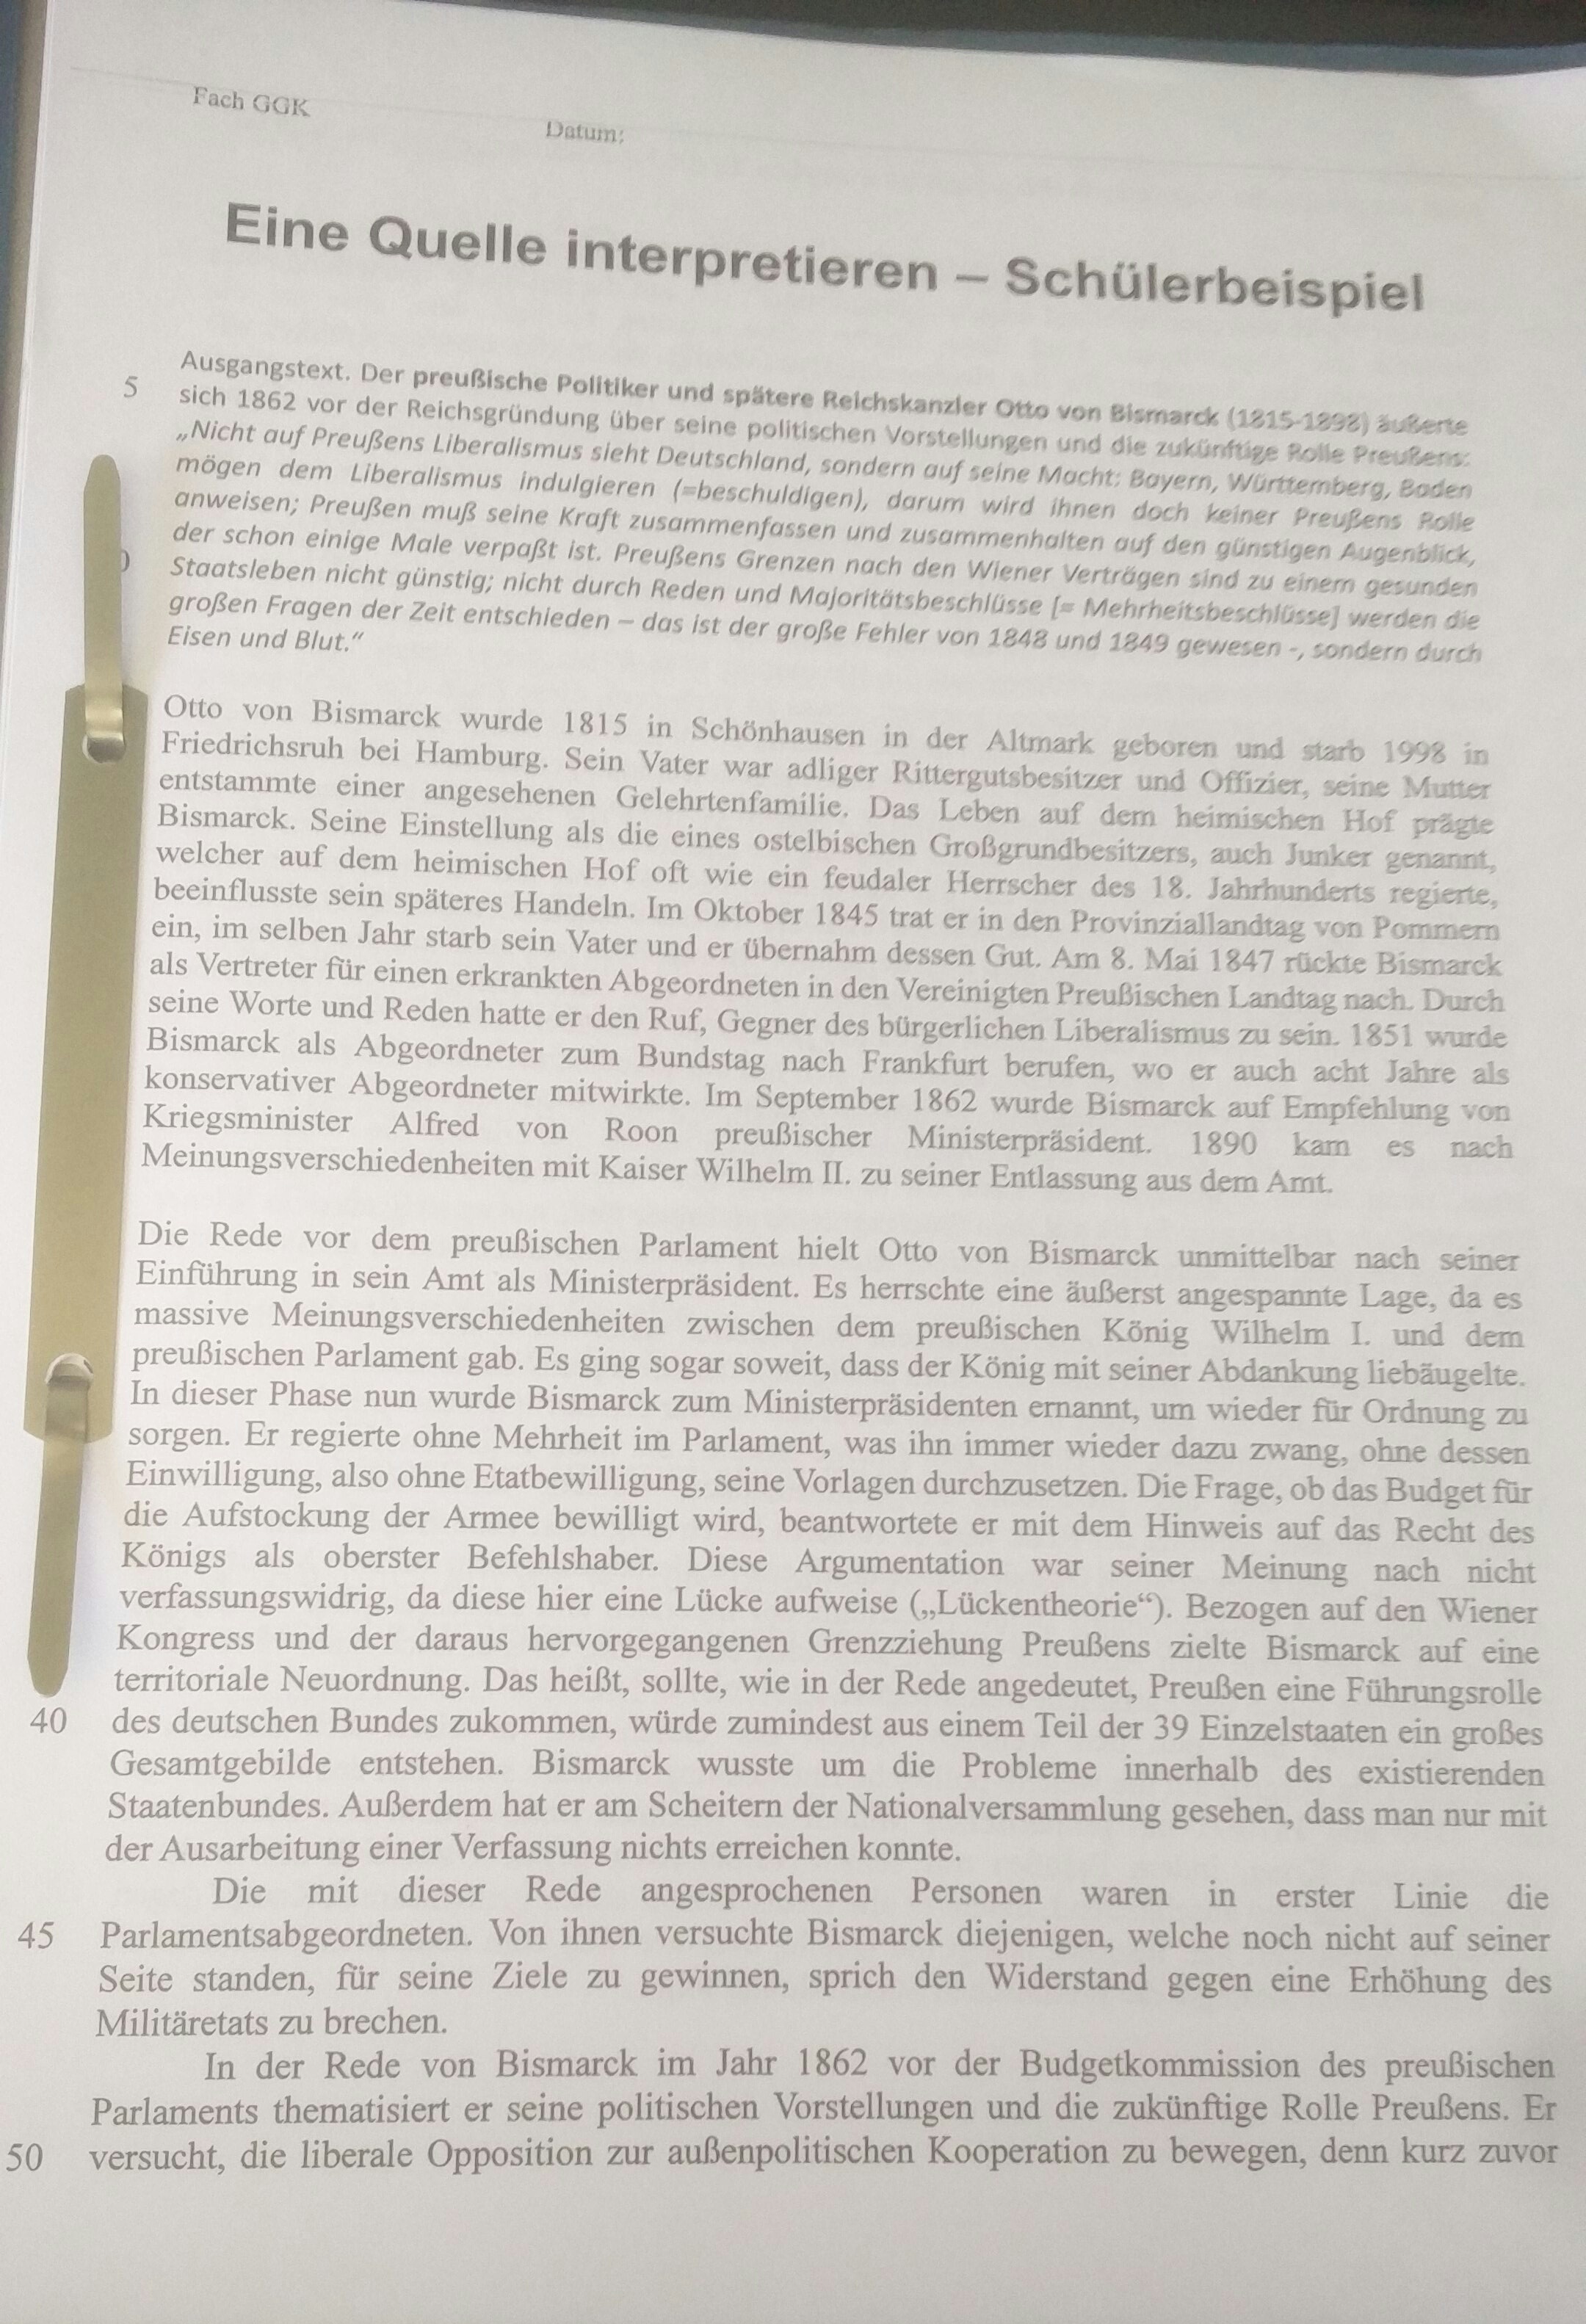 Fach GGK
Datum:
Eine Quelle interpretieren – Schülerbeispiel
Ausgangstext. Der preußische Politiker und spätere Reichskanzler Otto von Bismarck (1815-1898) äußerte
5 sich 1862 vor der Reichsgründung über seine politischen Vorstellungen und die zukünftige Rolle Preußens:
„Nicht auf Preußens Liberalismus sieht Deutschland, sondern auf seine Macht: Bayern, Württemberg, Baden
mögen dem Liberalismus indulgieren (=beschuldigen), darum wird ihnen doch keiner Preußens Rolle
anweisen; Preußen muß seine Kraft zusammenfassen und zusammenhalten auf den günstigen Augenblick,
der schon einige Male verpaßt ist. Preußens Grenzen nach den Wiener Verträgen sind zu einem gesunden
Staatsleben nicht günstig; nicht durch Reden und Majoritätsbeschlüsse [= Mehrheitsbeschlüsse] werden die
großen Fragen der Zeit entschieden – das ist der große Fehler von 1848 und 1849 gewesen -, sondern durch
Eisen und Blut.“
Otto von Bismarck wurde 1815 in Schönhausen in der Altmark geboren und starb 1998 in
Friedrichsruh bei Hamburg. Sein Vater war adliger Rittergutsbesitzer und Offizier, seine Mutter
entstammte einer angesehenen Gelehrtenfamilie. Das Leben auf dem heimischen Hof prägte
Bismarck. Seine Einstellung als die eines ostelbischen Großgrundbesitzers, auch Junker genannt,
welcher auf dem heimischen Hof oft wie ein feudaler Herrscher des 18. Jahrhunderts regierte,
beeinflusste sein späteres Handeln. Im Oktober 1845 trat er in den Provinziallandtag von Pommern
ein, im selben Jahr starb sein Vater und er übernahm dessen Gut. Am 8. Mai 1847 rückte Bismarck
als Vertreter für einen erkrankten Abgeordneten in den Vereinigten Preußischen Landtag nach. Durch
seine Worte und Reden hatte er den Ruf, Gegner des bürgerlichen Liberalismus zu sein. 1851 wurde
Bismarck als Abgeordneter zum Bundstag nach Frankfurt berufen, wo er auch acht Jahre als
konservativer Abgeordneter mitwirkte. Im September 1862 wurde Bismarck auf Empfehlung von
Kriegsminister Alfred von Roon preußischer Ministerpräsident. 1890 kam es nach
Meinungsverschiedenheiten mit Kaiser Wilhelm II. zu seiner Entlassung aus dem Amt.
Die Rede vor dem preußischen Parlament hielt Otto von Bismarck unmittelbar nach seiner
Einführung in sein Amt als Ministerpräsident. Es herrschte eine äußerst angespannte Lage, da es
massive Meinungsverschiedenheiten zwischen dem preußischen König Wilhelm I. und dem
preußischen Parlament gab. Es ging sogar soweit, dass der König mit seiner Abdankung liebäugelte.
In dieser Phase nun wurde Bismarck zum Ministerpräsidenten ernannt, um wieder für Ordnung zu
sorgen. Er regierte ohne Mehrheit im Parlament, was ihn immer wieder dazu zwang, ohne dessen
Einwilligung, also ohne Etatbewilligung, seine Vorlagen durchzusetzen. Die Frage, ob das Budget für
die Aufstockung der Armee bewilligt wird, beantwortete er mit dem Hinweis auf das Recht des
Königs als oberster Befehlshaber. Diese Argumentation war seiner Meinung nach nicht
verfassungswidrig, da diese hier eine Lücke aufweise („Lückentheorie“). Bezogen auf den Wiener
Kongress und der daraus hervorgegangenen Grenzziehung Preußens zielte Bismarck auf eine
territoriale Neuordnung. Das heißt, sollte, wie in der Rede angedeutet, Preußen eine Führungsrolle
40 des deutschen Bundes zukommen, würde zumindest aus einem Teil der 39 Einzelstaaten ein großes
Gesamtgebilde entstehen. Bismarck wusste um die Probleme innerhalb des existierenden
Staatenbundes. Außerdem hat er am Scheitern der Nationalversammlung gesehen, dass man nur mit
der Ausarbeitung einer Verfassung nichts erreichen konnte.
Die mit dieser Rede angesprochenen Personen waren in erster Linie die
45 Parlamentsabgeordneten. Von ihnen versuchte Bismarck diejenigen, welche noch nicht auf seiner
Seite standen, für seine Ziele zu gewinnen, sprich den Widerstand gegen eine Erhöhung des
Militäretats zu brechen.
In der Rede von Bismarck im Jahr 1862 vor der Budgetkommission des preußischen
Parlaments thematisiert er seine politischen Vorstellungen und die zukünftige Rolle Preußens. Er
50 versucht, die liberale Opposition zur außenpolitischen Kooperation zu bewegen, denn kurz zuvor